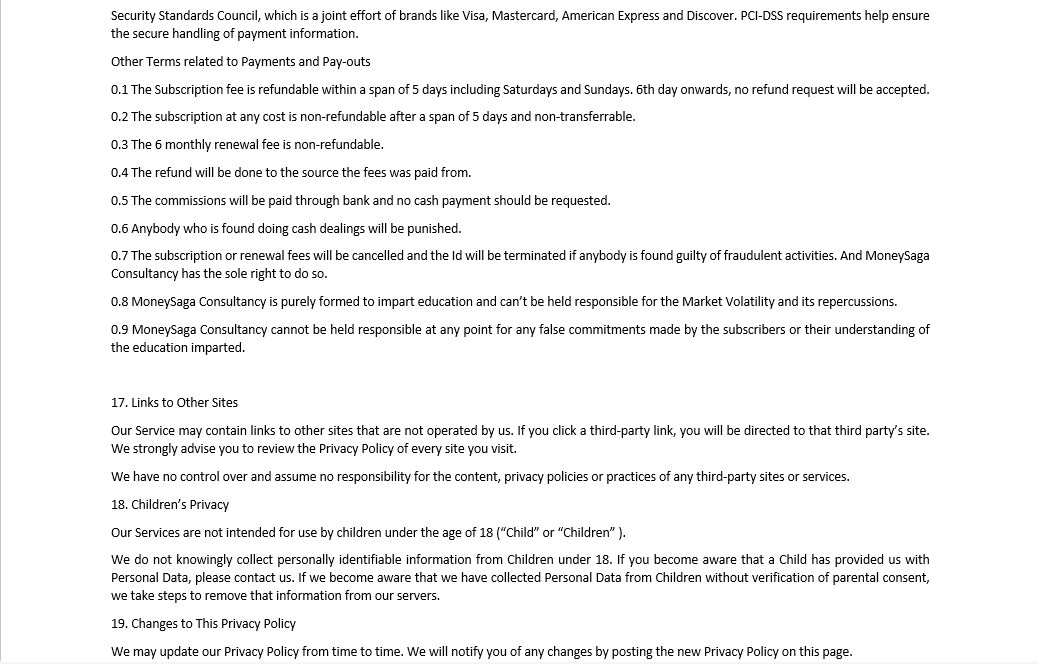 Security Standards Council, which is a joint effort of brands like Visa, Mastercard, American Express and Discover. PCI-DSS requirements help ensure
the secure handling of payment information.
Other Terms related to Payments and Pay-outs
0.1 The Subscription fee is refundable within a span of 5 days including Saturdays and Sundays. 6th day onwards, no refund request will be accepted.
0.2 The subscription at any cost is non-refundable after a span of 5 days and non-transferrable.
0.3 The 6 monthly renewal fee is non-refundable.
0.4 The refund will be done to the source the fees was paid from.
0.5 The commissions will be paid through bank and no cash payment should be requested.
0.6 Anybody who is found doing cash dealings will be punished.
0.7 The subscription or renewal fees will be cancelled and the Id will be terminated if anybody is found guilty of fraudulent activities. And MoneySaga
Consultancy has the sole right to do so.
0.8 MoneySaga Consultancy is purely formed to impart education and can’t be held responsible for the Market Volatility and its repercussions.
0.9 MoneySaga Consultancy cannot be held responsible at any point for any false commitments made by the subscribers or their understanding of
the education imparted.
17. Links to Other Sites
Our Service may contain links to other sites that are not operated by us. If you click a third-party link, you will be directed to that third party’s site.
We strongly advise you to review the Privacy Policy of every site you visit.
We have no control over and assume no responsibility for the content, privacy policies or practices of any third-party sites or services.
18. Children’s Privacy
Our Services are not intended for use by children under the age of 18 (“Child” or “Children” ).
We do not knowingly collect personally identifiable information from Children under 18. If you become aware that a Child has provided us with
Personal Data, please contact us. If we become aware that we have collected Personal Data from Children without verification of parental consent,
we take steps to remove that information from our servers.
19. Changes to This Privacy Policy
We may update our Privacy Policy from time to time. We will notify you of any changes by posting the new Privacy Policy on this page.